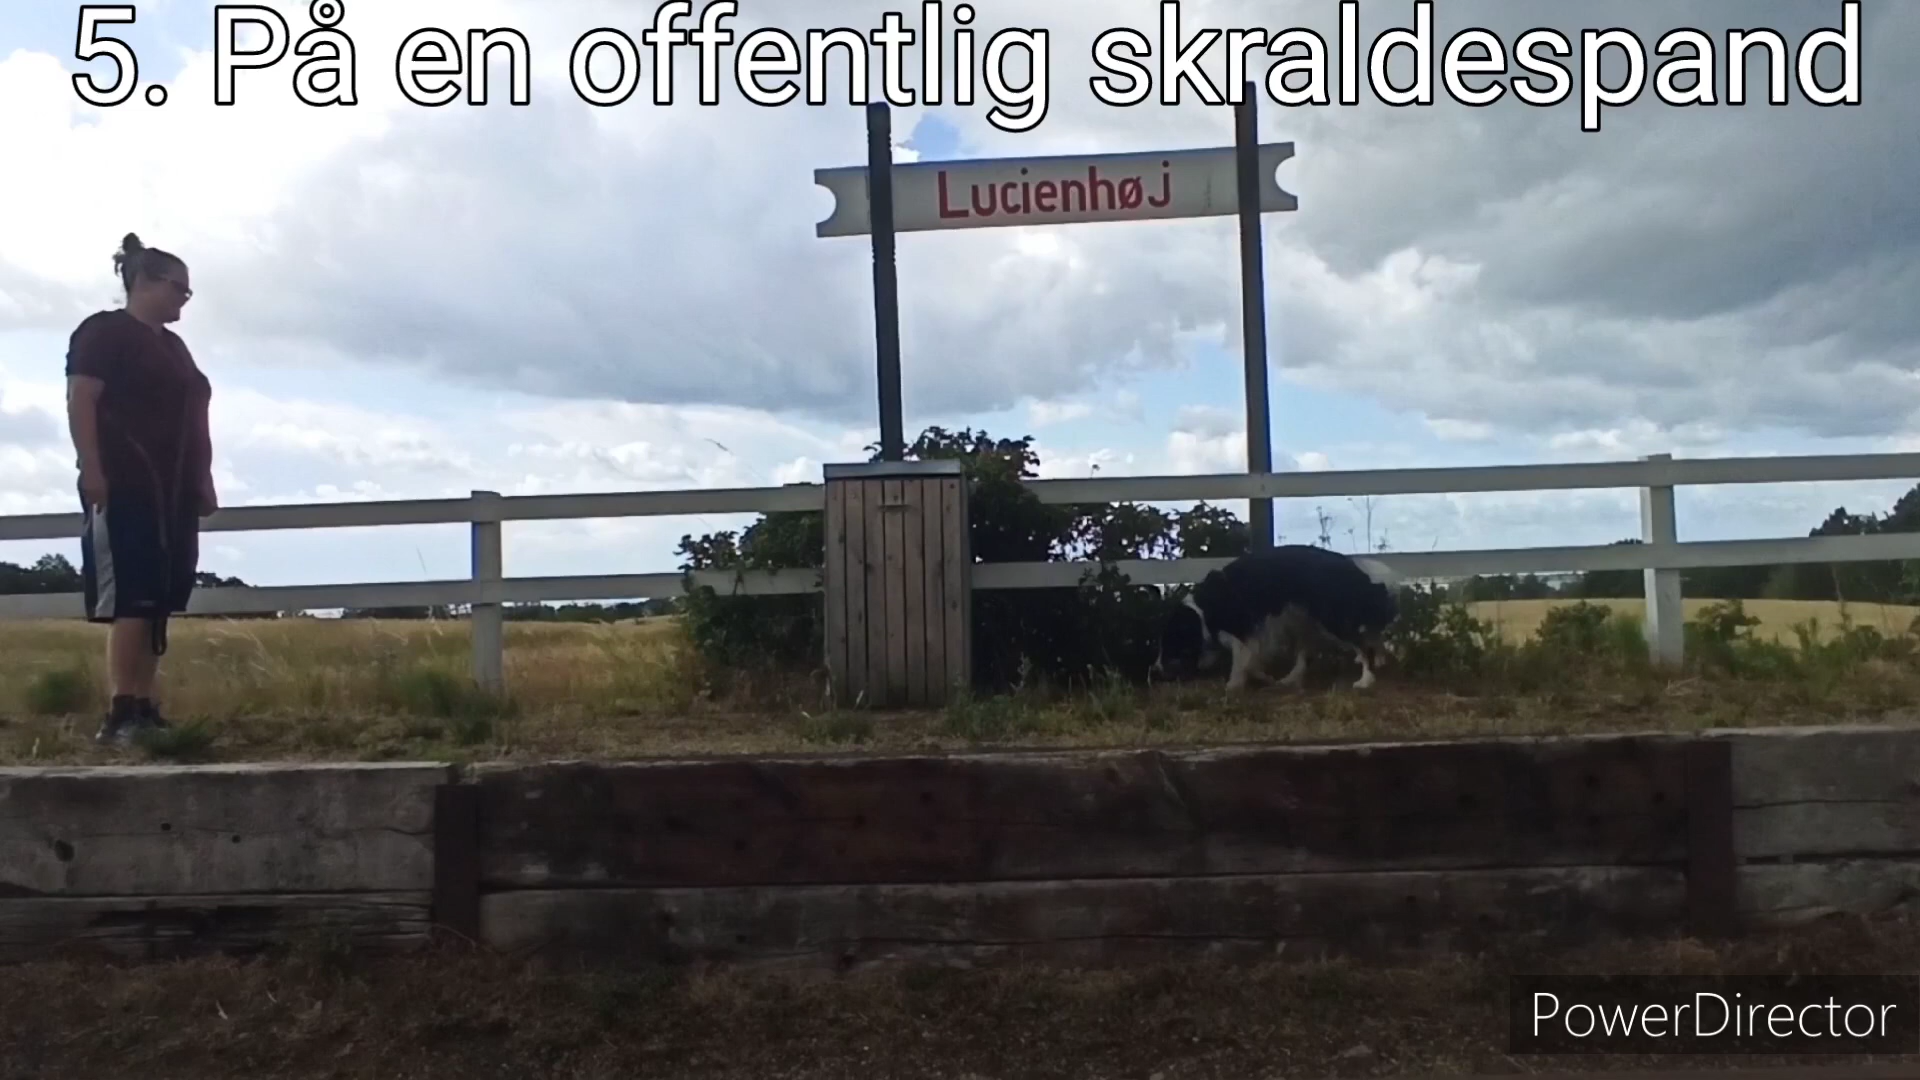 5. På en offentlig skraldespand
Lucienhøj
PowerDirector